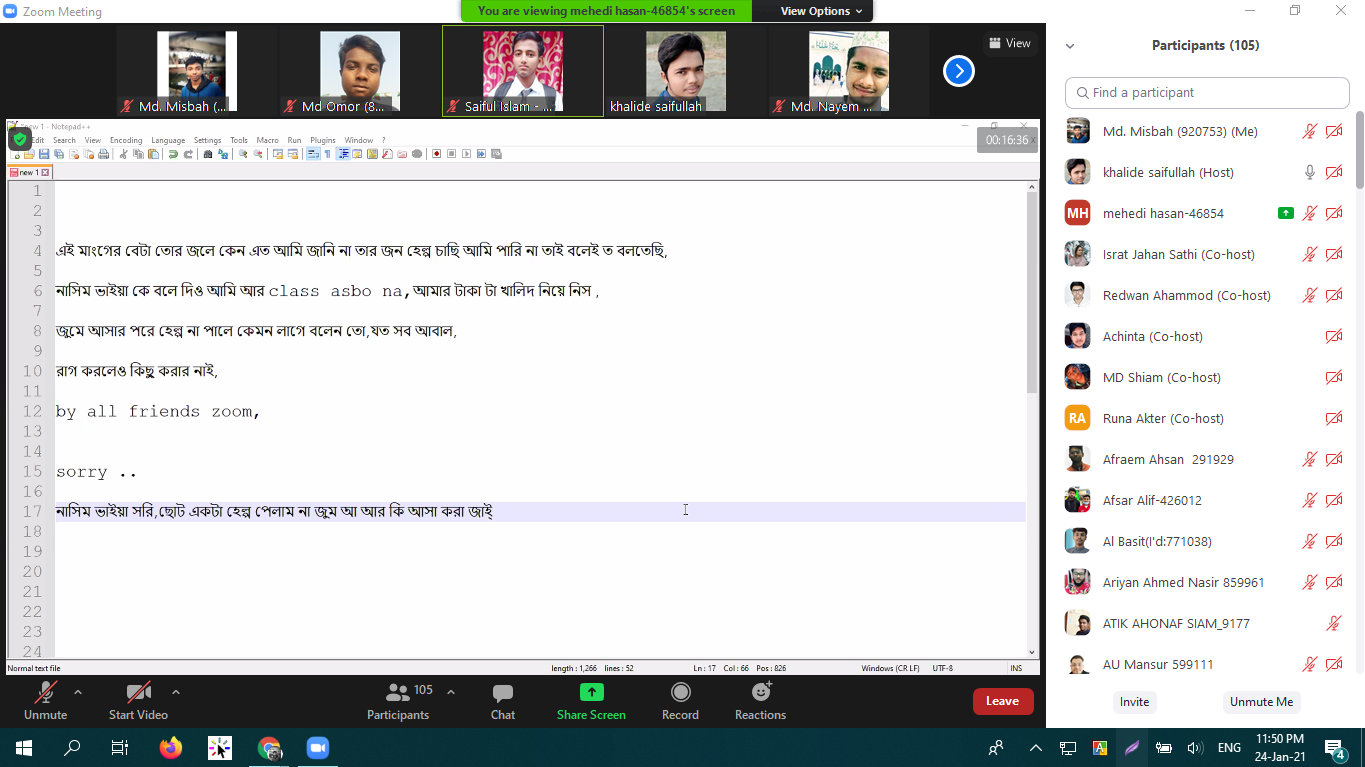 Zoom Meeting
You are viewing mehedi hasan-46854's screen
View Options
View
Md. Misbah (...
Md Omor (8...
Saiful Islam - ...
khalide saifullah
Md. Nayem ...
new 1 - Notepad++
Edit Search View Encoding Language Settings Tools Macro Run Plugins Window ?
00:16:36
new 1
1
2
3
4 এই মাংগের বেটা তোর জলে কেন এত আমি জানি না তার জন হেল্প চাছি আমি পারি না তাই বলেই ত বলতেছি,
5
6 নাসিম ভাইয়া কে বলে দিও আমি আর class asbo na,আমার টাকা টা খালিদ নিয়ে নিস ,
7
8 জুমে আসার পরে হেল্প না পালে কেমন লাগে বলেন তো,যত সব আবাল,
9
10 রাগ করলেও কিছু করার নাই,
11
12 by all friends zoom,
13
14
15 sorry ..
16
17 নাসিম ভাইয়া সরি,ছোট একটা হেল্প পেলাম না জুম আ আর কি আসা করা জাই্
18
19
20
21
22
23
24
Normal text file
length : 1,266 lines : 52
Ln : 17 Col : 66 Pos : 826
Windows (CR LF)
UTF-8
INS
Participants (105)
Find a participant
Md. Misbah (920753) (Me)
khalide saifullah (Host)
MH mehedi hasan-46854
Israt Jahan Sathi (Co-host)
Redwan Ahammod (Co-host)
Achinta (Co-host)
MD Shiam (Co-host)
RA Runa Akter (Co-host)
Afraem Ahsan 291929
Afsar Alif-426012
Al Basit(I'd:771038)
Ariyan Ahmed Nasir 859961
ATIK AHONAF SIAM_9177
AU Mansur 599111
Invite
Unmute Me
Unmute
Start Video
105
Participants
Chat
Share Screen
Record
Reactions
Leave
ENG
11:50 PM
24-Jan-21
4